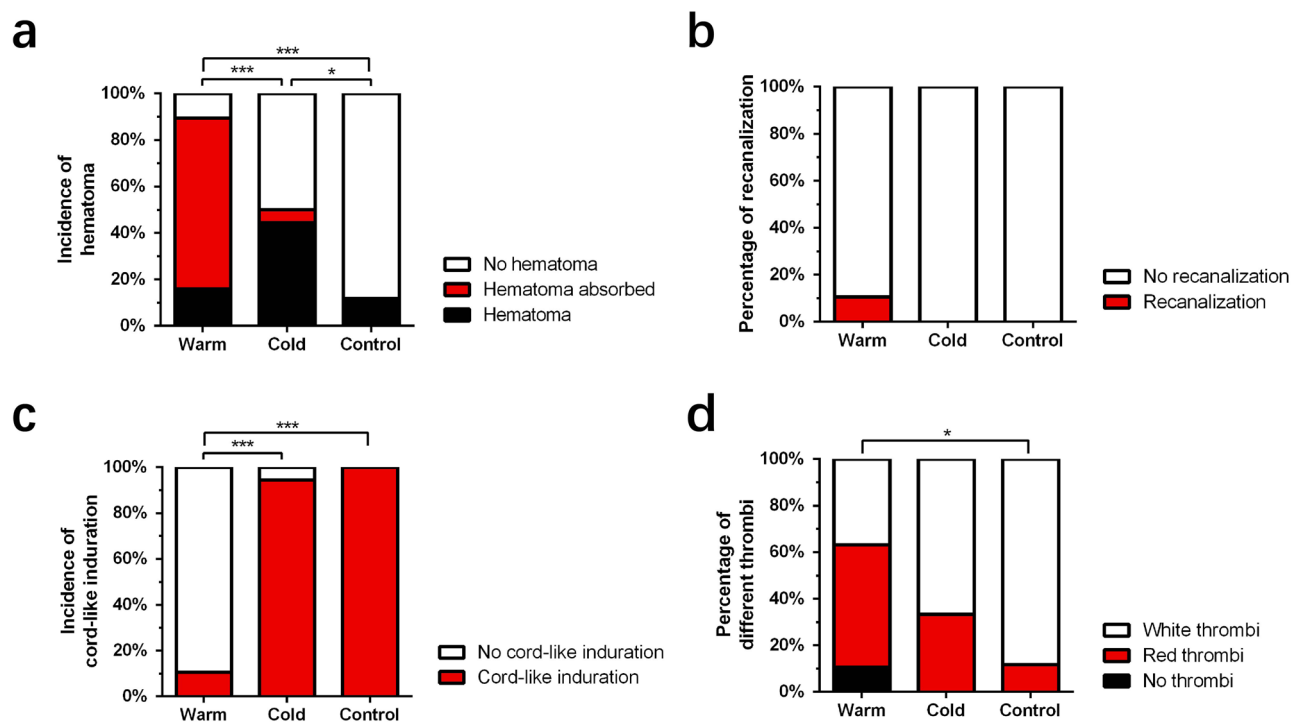 a
***
***
*
Incidence of
hematoma
100%
80%
60%
40%
20%
0%
Warm
Cold
Control
No hematoma
Hematoma absorbed
Hematoma
b
Percentage of recanalization
100%
80%
60%
40%
20%
0%
Warm
Cold
Control
No recanalization
Recanalization
c
***
***
Incidence of
cord-like induration
100%
80%
60%
40%
20%
0%
Warm
Cold
Control
No cord-like induration
Cord-like induration
d
*
Percentage of
different thrombi
100%
80%
60%
40%
20%
0%
Warm
Cold
Control
White thrombi
Red thrombi
No thrombi